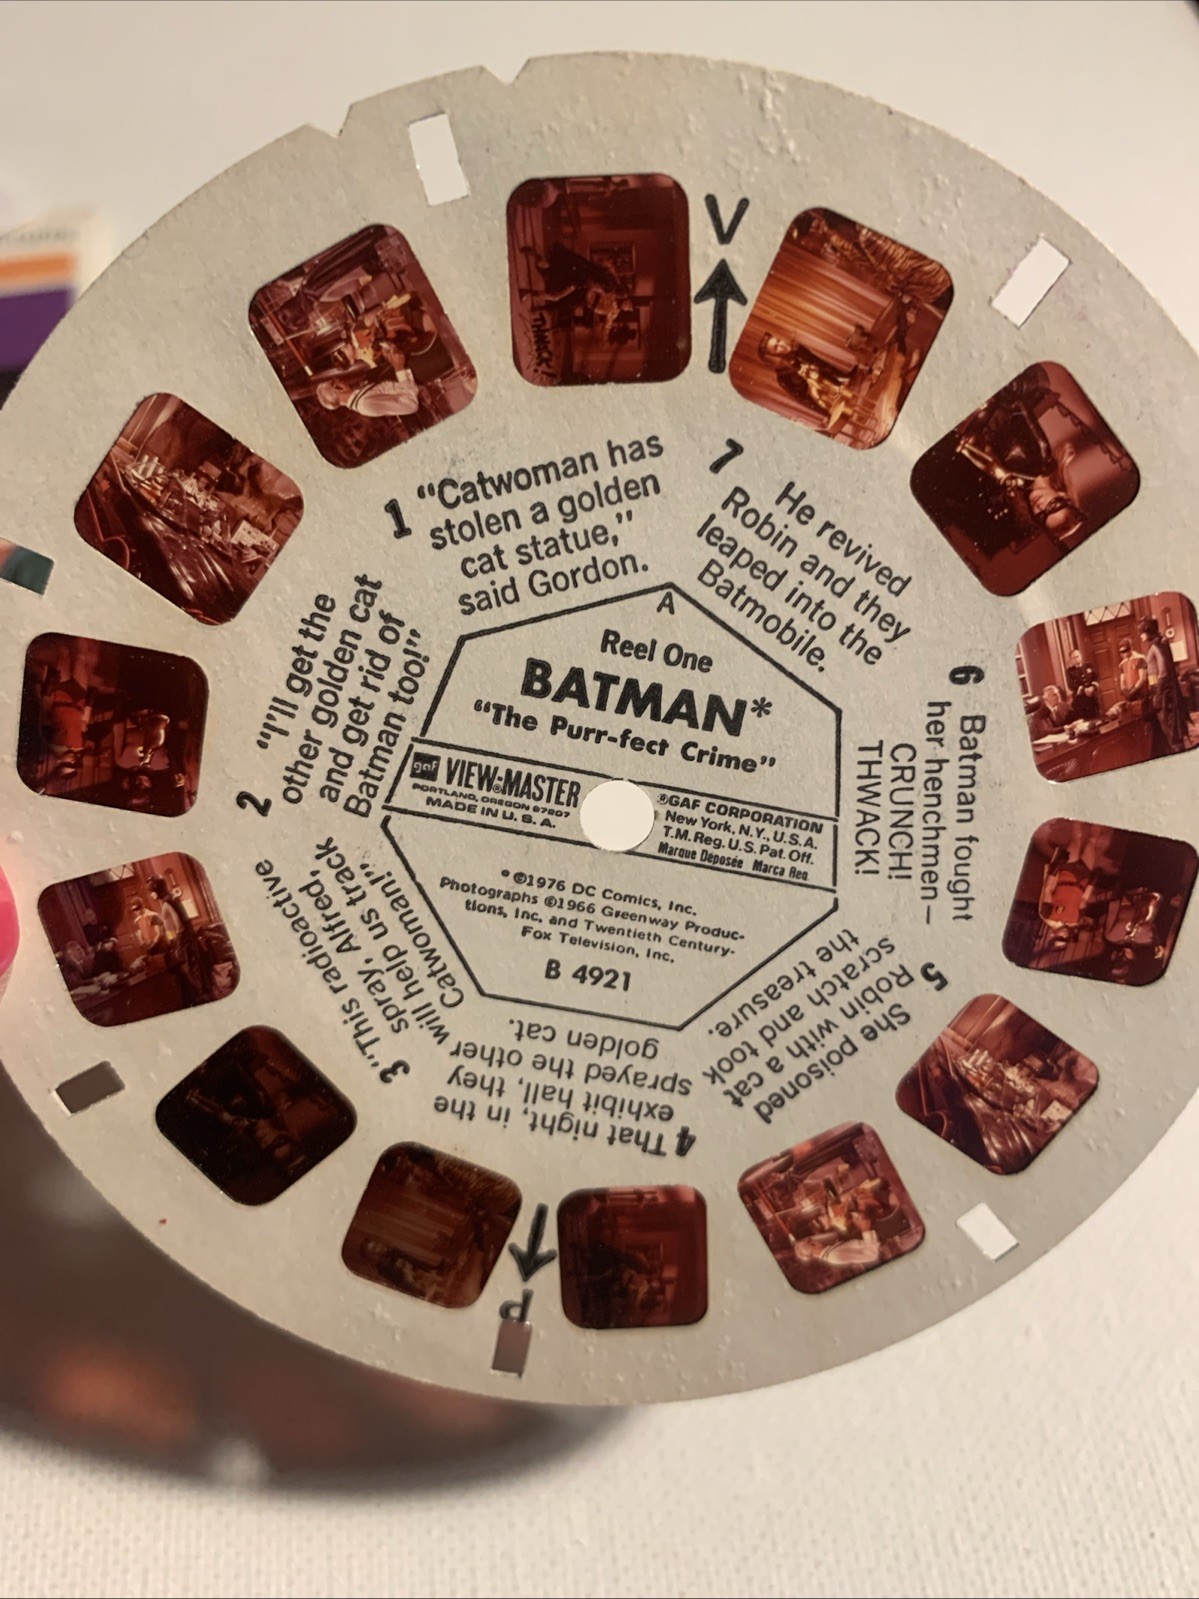 V
1 "Catwoman has
stolen a golden
cat statue,"
said Gordon.
2 "I'll get the
other golden cat
and get rid of
Batman too!"
3 "This radioactive
spray, Alfred,
will help us track
Catwoman!"
4 That night, in the
exhibit hall, they
sprayed the other
golden cat.
5 She poisoned
Robin with a cat
scratch and took
the treasure.
6 Batman fought
her henchmen—
CRUNCH!
THWACK!
7 He revived
Robin and they
leaped into the
Batmobile.
A
Reel One
BATMAN*
"The Purr-fect Crime"
gaf VIEW-MASTER
PORTLAND, OREGON 97207
MADE IN U.S.A.
®GAF CORPORATION
New York, N.Y., U.S.A.
T.M. Reg. U.S. Pat. Off.
Marque Deposée Marca Reg.
* ©1976 DC Comics, Inc.
Photographs ©1966 Greenway Produc-
tions, Inc. and Twentieth Century-
Fox Television, Inc.
B 4921
P